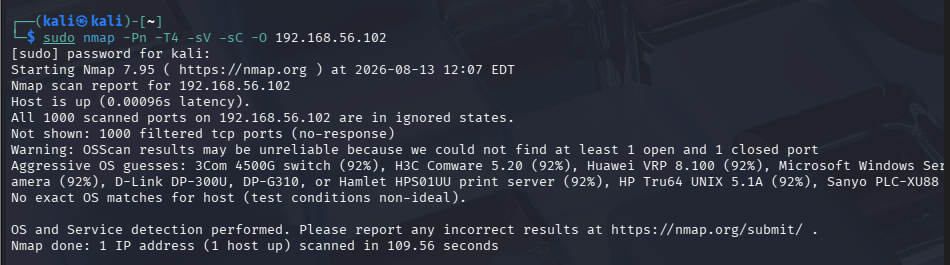 ┌──(kali㉿kali)-[~]
└─$ sudo nmap -Pn -T4 -sV -sC -O 192.168.56.102
[sudo] password for kali:
Starting Nmap 7.95 ( https://nmap.org ) at 2026-08-13 12:07 EDT
Nmap scan report for 192.168.56.102
Host is up (0.00096s latency).
All 1000 scanned ports on 192.168.56.102 are in ignored states.
Not shown: 1000 filtered tcp ports (no-response)
Warning: OSScan results may be unreliable because we could not find at least 1 open and 1 closed port
Aggressive OS guesses: 3Com 4500G switch (92%), H3C Comware 5.20 (92%), Huawei VRP 8.100 (92%), Microsoft Windows Ser
amera (92%), D-Link DP-300U, DP-G310, or Hamlet HPS01UU print server (92%), HP Tru64 UNIX 5.1A (92%), Sanyo PLC-XU88
No exact OS matches for host (test conditions non-ideal).

OS and Service detection performed. Please report any incorrect results at https://nmap.org/submit/ .
Nmap done: 1 IP address (1 host up) scanned in 109.56 seconds